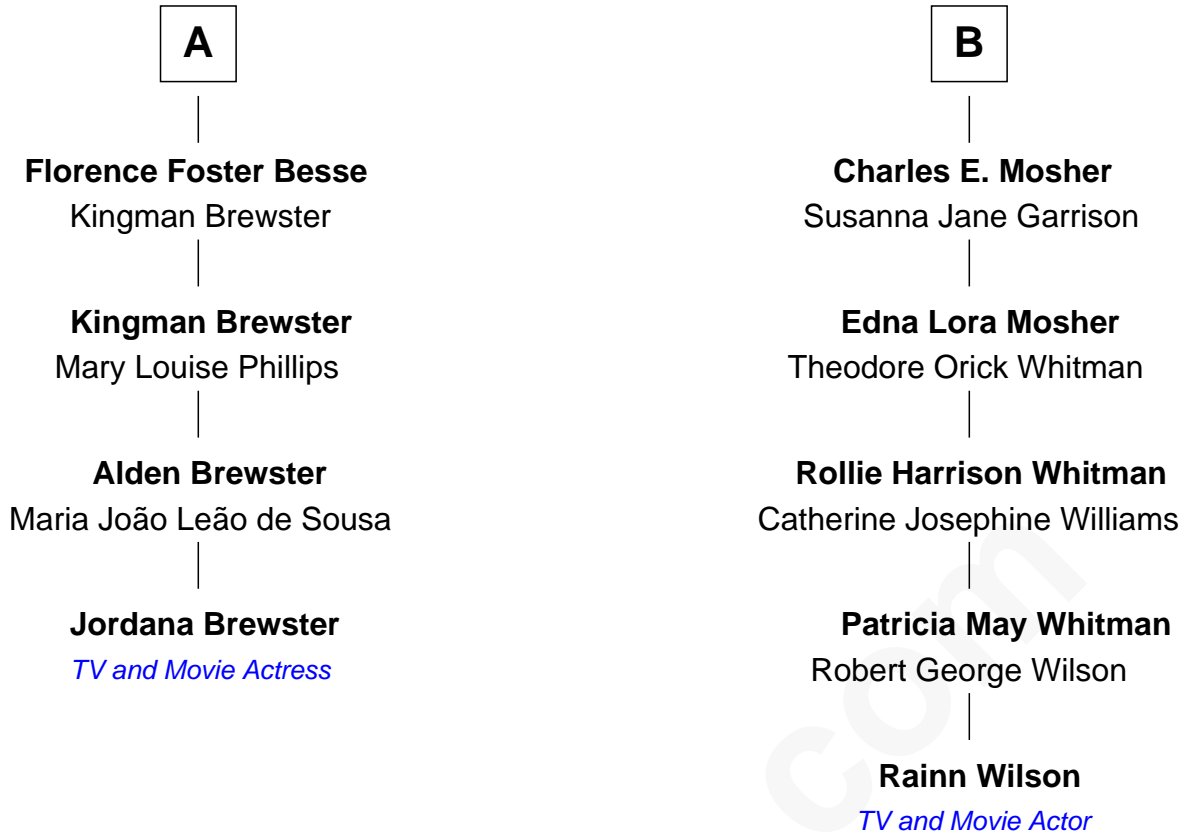 A
Florence Foster Besse
Kingman Brewster
Kingman Brewster
Mary Louise Phillips
Alden Brewster
Maria João Leão de Sousa
Jordana Brewster
TV and Movie Actress
B
Charles E. Mosher
Susanna Jane Garrison
Edna Lora Mosher
Theodore Orick Whitman
Rollie Harrison Whitman
Catherine Josephine Williams
Patricia May Whitman
Robert George Wilson
Rainn Wilson
TV and Movie Actor
com